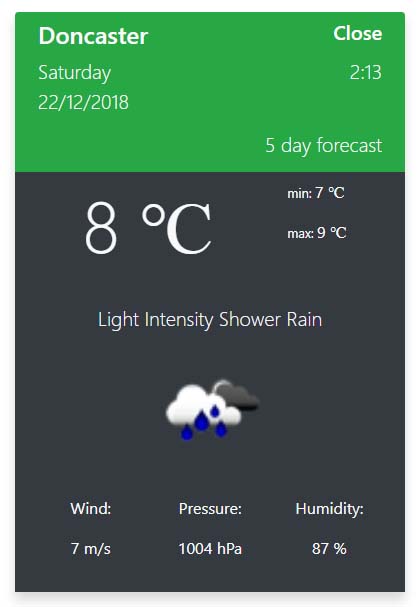 Doncaster Close
Saturday 2:13
22/12/2018
5 day forecast
8 °C
min: 7 °C
max: 9 °C
Light Intensity Shower Rain
Wind: Pressure: Humidity:
7 m/s 1004 hPa 87 %